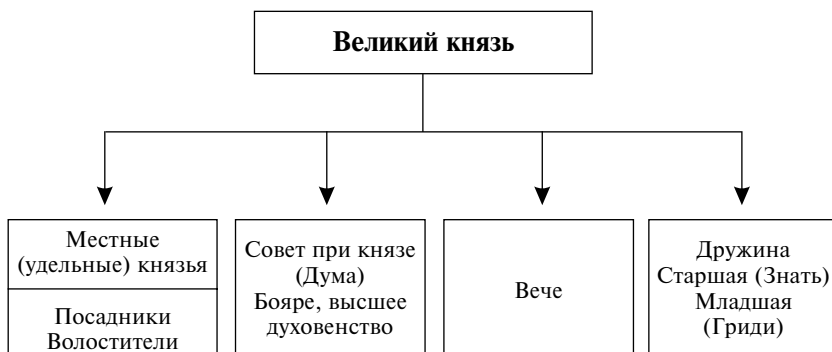 Великий князь
Местные
(удельные) князья
Посадники
Волостители
Совет при князе
(Дума)
Бояре, высшее
духовенство
Вече
Дружина
Старшая (Знать)
Младшая
(Гриди)